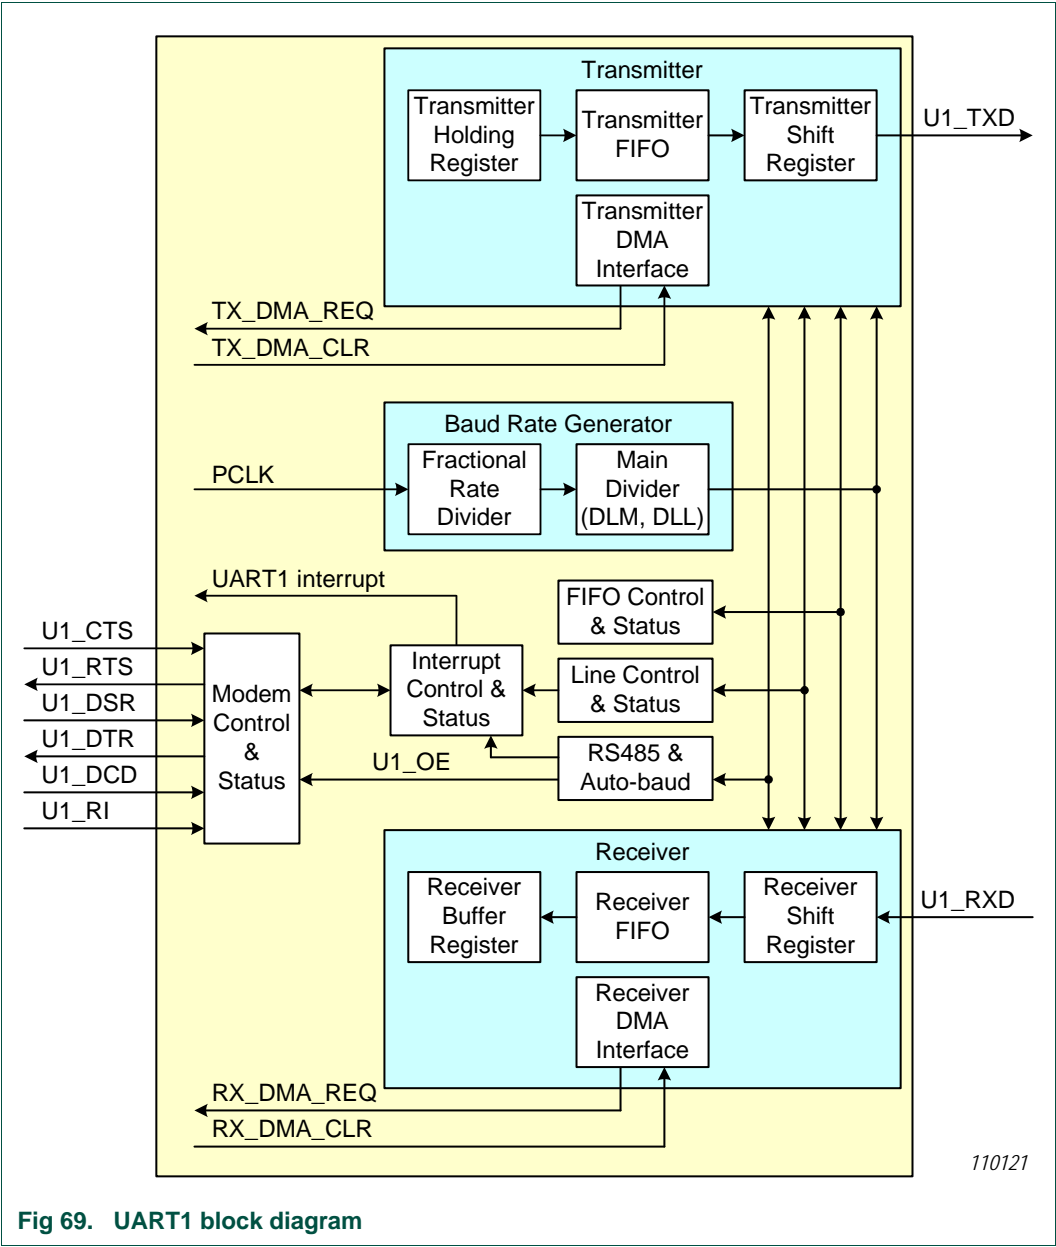 Transmitter
Transmitter
Holding
Register
Transmitter
FIFO
Transmitter
Shift
Register
U1_TXD
Transmitter
DMA
Interface
TX_DMA_REQ
TX_DMA_CLR
Baud Rate Generator
PCLK
Fractional
Rate
Divider
Main
Divider
(DLM, DLL)
UART1 interrupt
FIFO Control
& Status
U1_CTS
U1_RTS
U1_DSR
U1_DTR
U1_DCD
U1_RI
Modem
Control
&
Status
Interrupt
Control &
Status
Line Control
& Status
U1_OE
RS485 &
Auto-baud
Receiver
Receiver
Buffer
Register
Receiver
FIFO
Receiver
Shift
Register
U1_RXD
Receiver
DMA
Interface
RX_DMA_REQ
RX_DMA_CLR
110121
Fig 69. UART1 block diagram